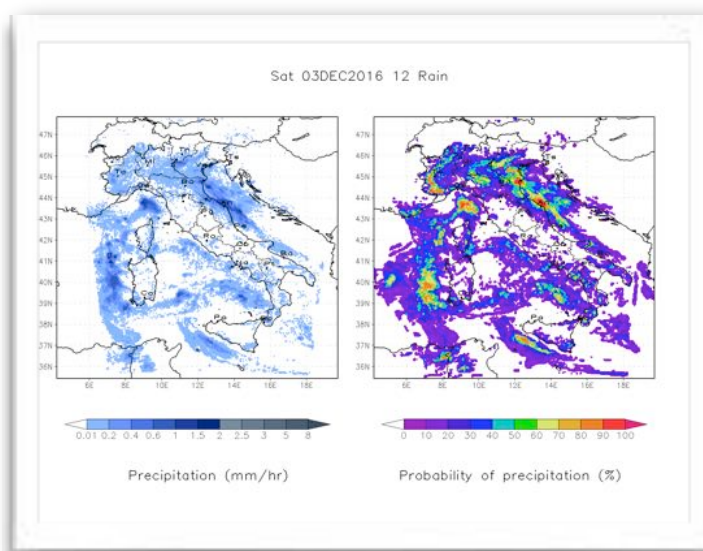 Sat 03DEC2016 12 Rain
47N
46N
45N
44N
43N
42N
41N
40N
39N
38N
37N
36N
6E 8E 10E 12E 14E 16E 18E
0.01 0.2 0.4 0.6 1 1.5 2 2.5 3 5 8
Precipitation (mm/hr)
47N
46N
45N
44N
43N
42N
41N
40N
39N
38N
37N
36N
6E 8E 10E 12E 14E 16E 18E
0 10 20 30 40 50 60 70 80 90 100
Probability of precipitation (%)